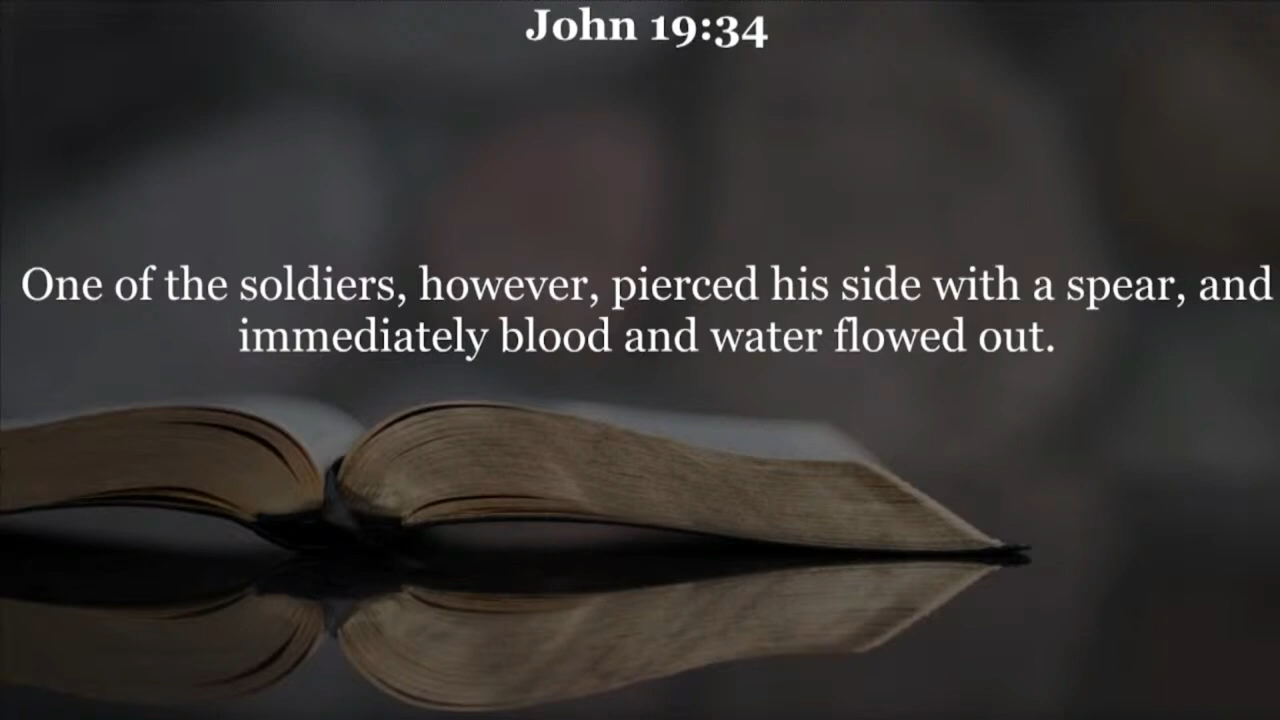 John 19:34
One of the soldiers, however, pierced his side with a spear, and
immediately blood and water flowed out.